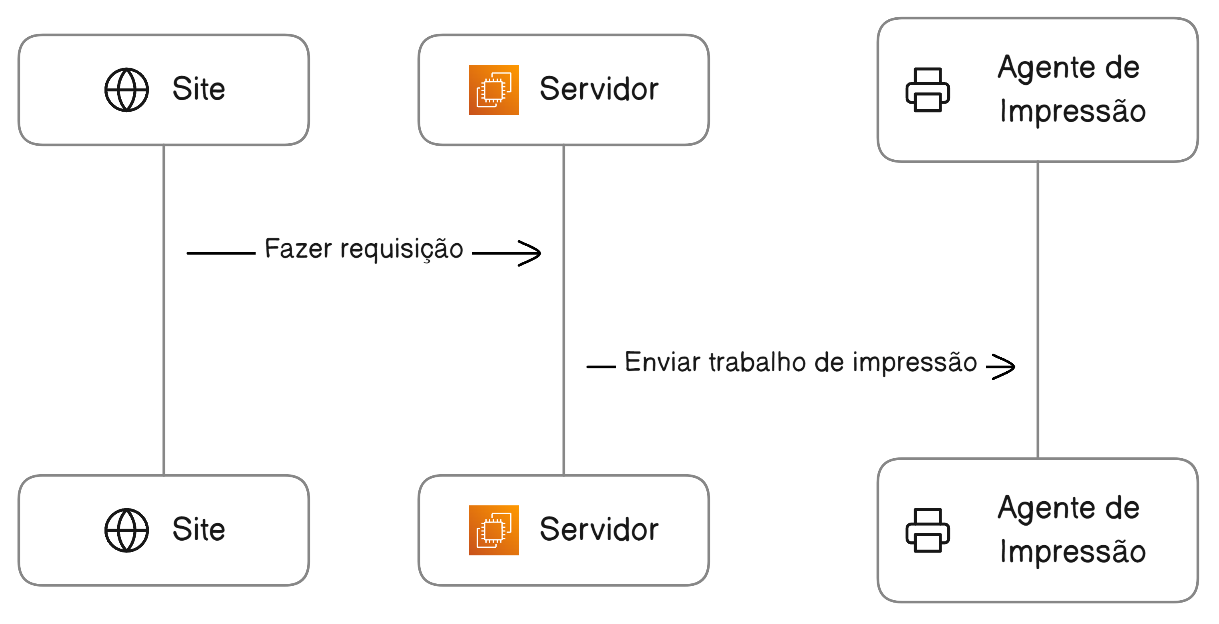 Site
Servidor
Agente de
Impressão
Fazer requisição
Enviar trabalho de impressão
Site
Servidor
Agente de
Impressão